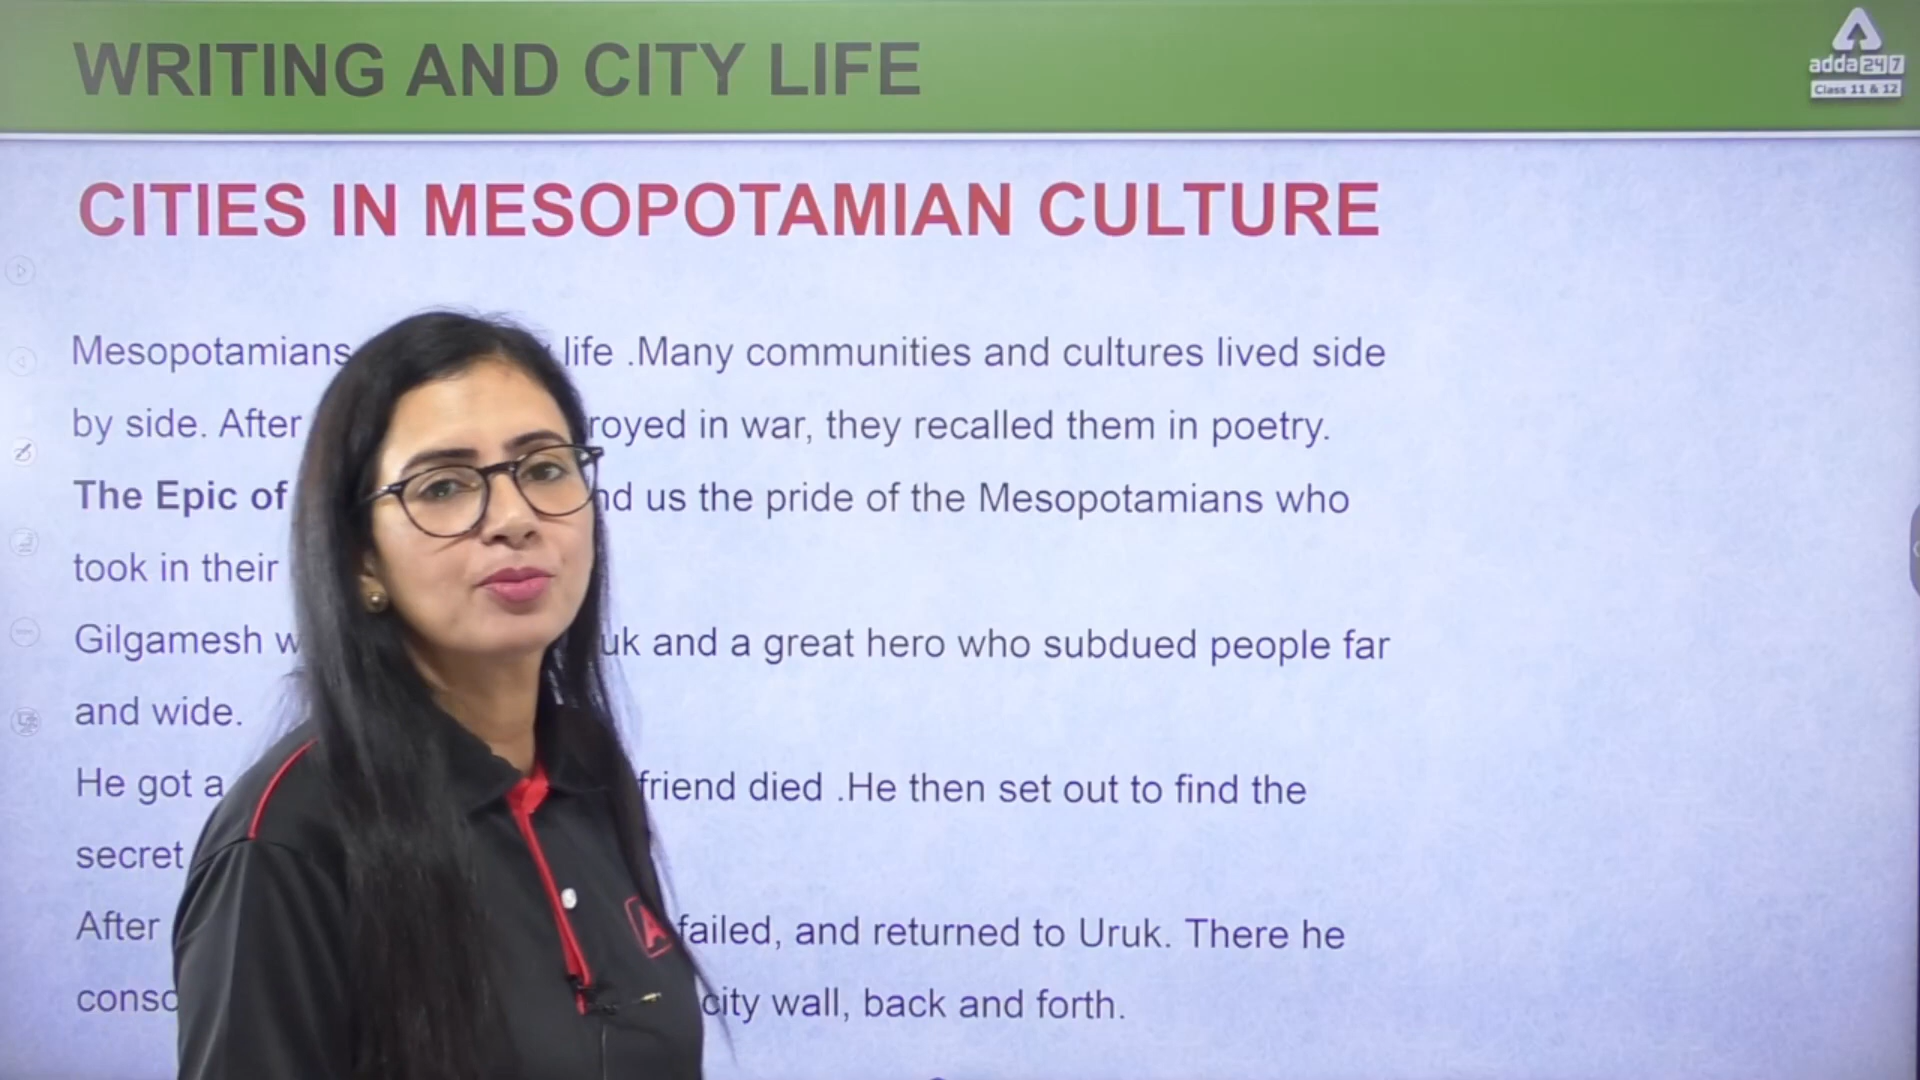 WRITING AND CITY LIFE
adda247
Class 11 & 12
CITIES IN MESOPOTAMIAN CULTURE
Mesopotamians life .Many communities and cultures lived side
by side. After royed in war, they recalled them in poetry.
The Epic of nd us the pride of the Mesopotamians who
took in their
Gilgamesh w uk and a great hero who subdued people far
and wide.
He got a friend died .He then set out to find the
secret
After failed, and returned to Uruk. There he
conso city wall, back and forth.